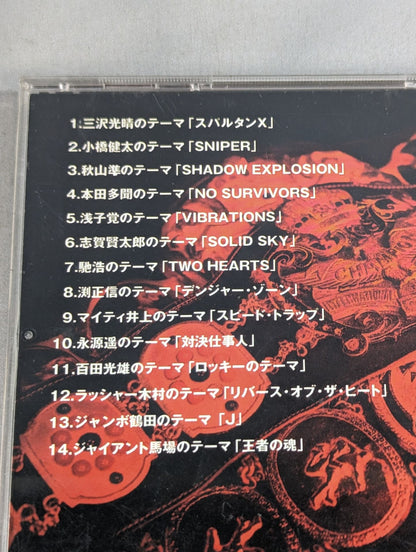 1.三沢光晴のテーマ「スパルタンX」
2.小橋健太のテーマ「SNIPER」
3.秋山準のテーマ「SHADOW EXPLOSION」
4.本田多聞のテーマ「NO SURVIVORS」
5.浅子覚のテーマ「VIBRATIONS」
6.志賀賢太郎のテーマ「SOLID SKY」
7.馳浩のテーマ「TWO HEARTS」
8.渕正信のテーマ「デンジャー・ゾーン」
9.マイティ井上のテーマ「スピード・トラップ」
10.永源遥のテーマ「対決仕事人」
11.百田光雄のテーマ「ロッキーのテーマ」
12.ラッシャー木村のテーマ「リバース・オブ・ザ・ビート」
13.ジャンボ鶴田のテーマ「J」
14.ジャイアント馬場のテーマ「王者の魂」
INTERNATIONAL